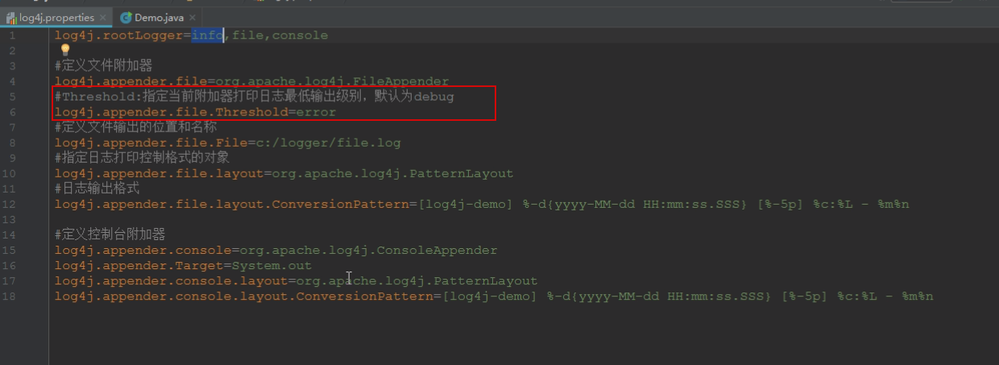 log4j.properties Demo.java
1 log4j.rootLogger=info,file,console
2
3 #定义文件附加器
4 log4j.appender.file=org.apache.log4j.FileAppender
5 #Threshold:指定当前附加器打印日志最低输出级别，默认为debug
6 log4j.appender.file.Threshold=error
7 #定义文件输出的位置和名称
8 log4j.appender.file.File=c:/logger/file.log
9 #指定日志打印控制格式的对象
10 log4j.appender.file.layout=org.apache.log4j.PatternLayout
11 #日志输出格式
12 log4j.appender.file.layout.ConversionPattern=[log4j-demo] %-d{yyyy-MM-dd HH:mm:ss.SSS} [%-5p] %c:%L - %m%n
13
14 #定义控制台附加器
15 log4j.appender.console=org.apache.log4j.ConsoleAppender
16 log4j.appender.Target=System.out
17 log4j.appender.console.layout=org.apache.log4j.PatternLayout
18 log4j.appender.console.layout.ConversionPattern=[log4j-demo] %-d{yyyy-MM-dd HH:mm:ss.SSS} [%-5p] %c:%L - %m%n